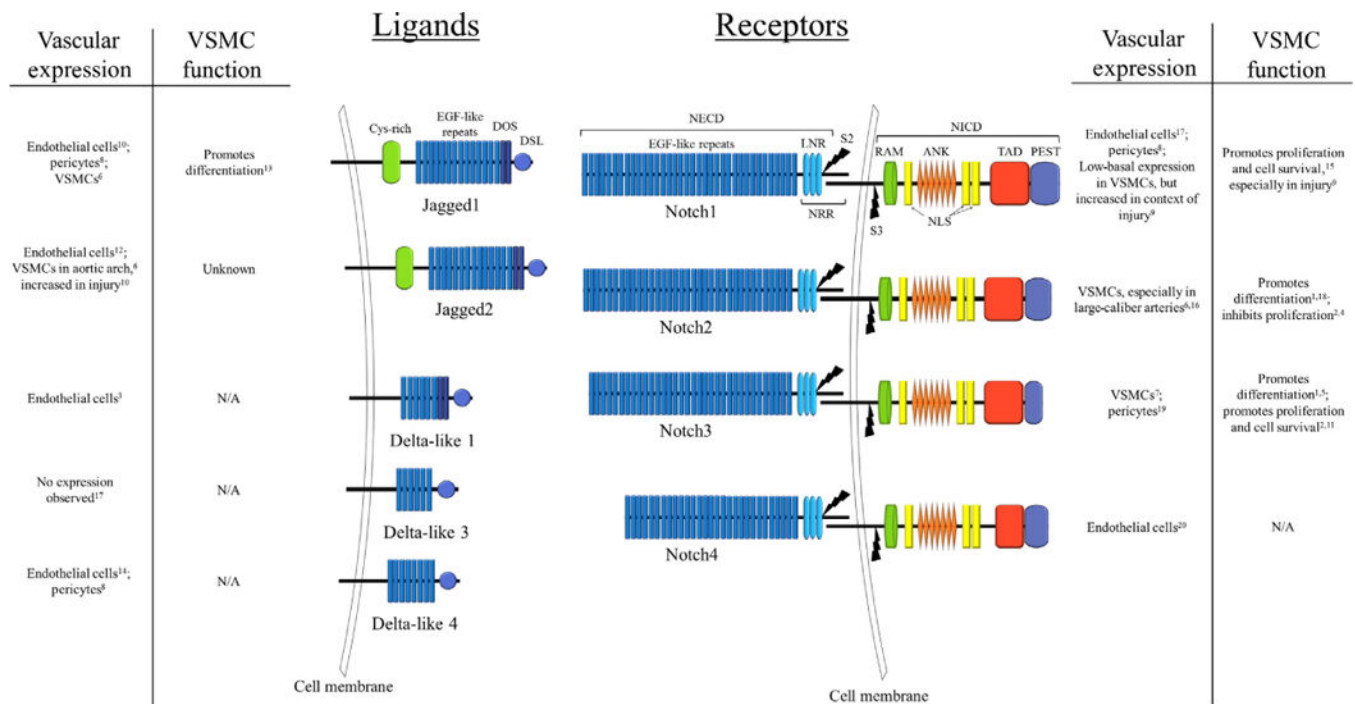 Ligands
Receptors
Vascular
expression
VSMC
function
Endothelial cells¹⁰;
pericytes⁸;
VSMCs⁶
Promotes
differentiation¹³
Endothelial cells¹²;
VSMCs in aortic arch,⁶
increased in injury¹⁰
Unknown
Endothelial cells³
N/A
No expression
observed¹⁷
N/A
Endothelial cells¹⁴;
pericytes⁸
N/A
Cys-rich
EGF-like
repeats
DOS
DSL
Jagged1
Jagged2
Delta-like 1
Delta-like 3
Delta-like 4
Cell membrane
NECD
EGF-like repeats
LNR
S2
Notch1
NRR
S3
NICD
RAM
ANK
TAD
PEST
NLS
Notch2
Notch3
Notch4
Cell membrane
Vascular
expression
VSMC
function
Endothelial cells¹⁷;
pericytes⁸;
Low-basal expression
in VSMCs, but
increased in context of
injury⁹
Promotes proliferation
and cell survival,¹⁵
especially in injury⁹
VSMCs, especially in
large-caliber arteries⁶,¹⁶
Promotes
differentiation¹,¹⁸;
inhibits proliferation²,⁴
VSMCs⁷;
pericytes¹⁹
Promotes
differentiation¹,⁵;
promotes proliferation
and cell survival²,¹¹
Endothelial cells²⁰
N/A